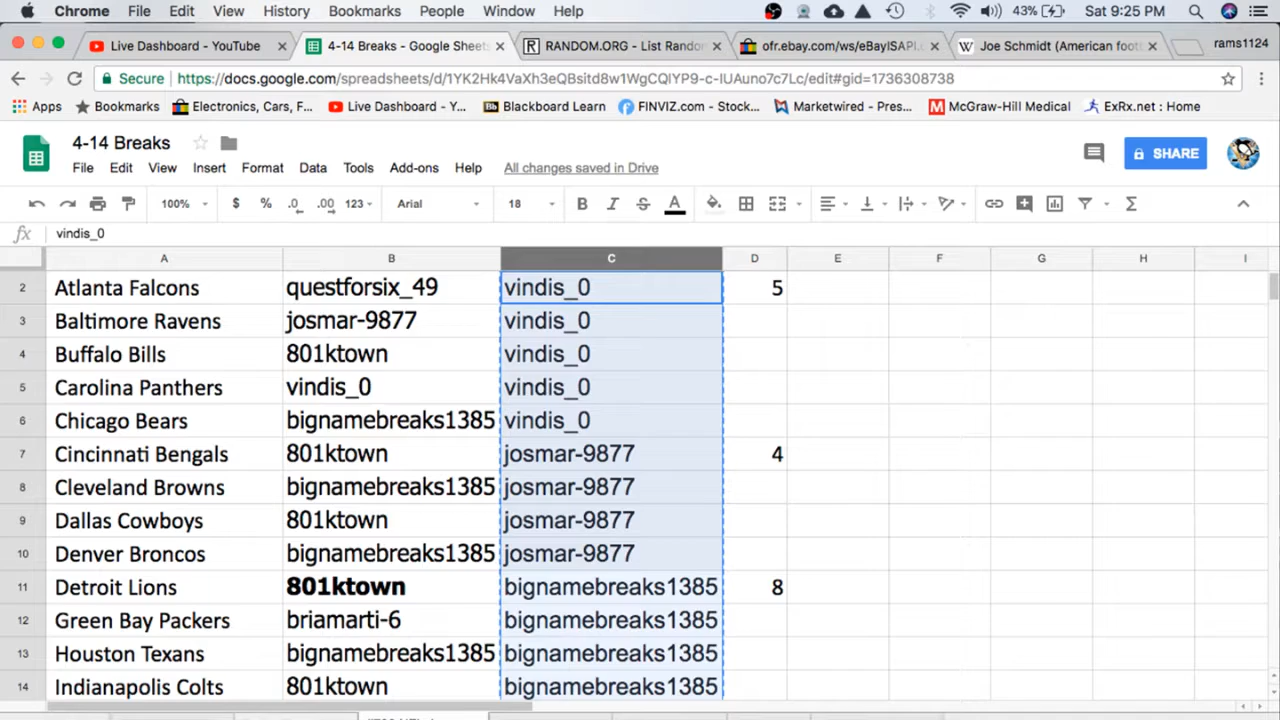 Chrome File Edit View History Bookmarks People Window Help 43% Sat 9:25 PM
Live Dashboard - YouTube × 4-14 Breaks - Google Sheets × RANDOM.ORG - List Random × ofr.ebay.com/ws/eBayISAPI. × Joe Schmidt (American foot × rams1124
Secure https://docs.google.com/spreadsheets/d/1YK2Hk4VaXh3eQBsitd8w1WgCQlYP9-c-IUAuno7c7Lc/edit#gid=1736308738
Apps Bookmarks Electronics, Cars, F... Live Dashboard - Y... Blackboard Learn FINVIZ.com - Stock... Marketwired - Pres... McGraw-Hill Medical ExRx.net : Home
4-14 Breaks
File Edit View Insert Format Data Tools Add-ons Help All changes saved in Drive SHARE
100% $ % .0 .00 123 Arial 18 B I S A Σ
fx vindis_0
A B C D E F G H I
2 Atlanta Falcons questforsix_49 vindis_0 5
3 Baltimore Ravens josmar-9877 vindis_0
4 Buffalo Bills 801ktown vindis_0
5 Carolina Panthers vindis_0 vindis_0
6 Chicago Bears bignamebreaks1385 vindis_0
7 Cincinnati Bengals 801ktown josmar-9877 4
8 Cleveland Browns bignamebreaks1385 josmar-9877
9 Dallas Cowboys 801ktown josmar-9877
10 Denver Broncos bignamebreaks1385 josmar-9877
11 Detroit Lions 801ktown bignamebreaks1385 8
12 Green Bay Packers briamarti-6 bignamebreaks1385
13 Houston Texans bignamebreaks1385 bignamebreaks1385
14 Indianapolis Colts 801ktown bignamebreaks1385